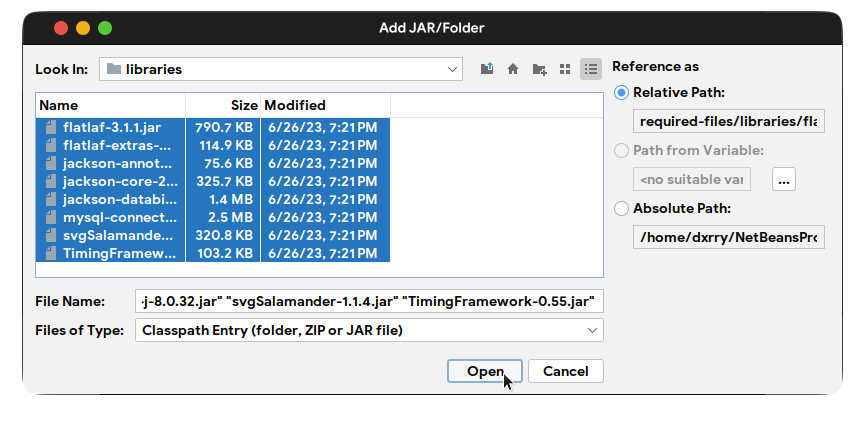 Add JAR/Folder
Look In: libraries
Reference as
Relative Path:
required-files/libraries/fla
Path from Variable:
<no suitable var
...
Absolute Path:
/home/dxrry/NetBeansPro
Name Size Modified
flatlaf-3.1.1.jar 790.7 KB 6/26/23, 7:21 PM
flatlaf-extras-... 114.9 KB 6/26/23, 7:21 PM
jackson-annot... 75.6 KB 6/26/23, 7:21 PM
jackson-core-2... 325.7 KB 6/26/23, 7:21 PM
jackson-databi... 1.4 MB 6/26/23, 7:21 PM
mysql-connect... 2.5 MB 6/26/23, 7:21 PM
svgSalamande... 320.8 KB 6/26/23, 7:21 PM
TimingFramew... 103.2 KB 6/26/23, 7:21 PM
File Name: -j-8.0.32.jar" "svgSalamander-1.1.4.jar" "TimingFramework-0.55.jar"
Files of Type: Classpath Entry (folder, ZIP or JAR file)
Open Cancel